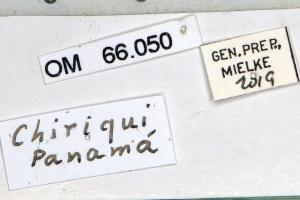 OM 66.050
GEN. PREP.,
MIELKE
2019
Chiriqui
Panamá